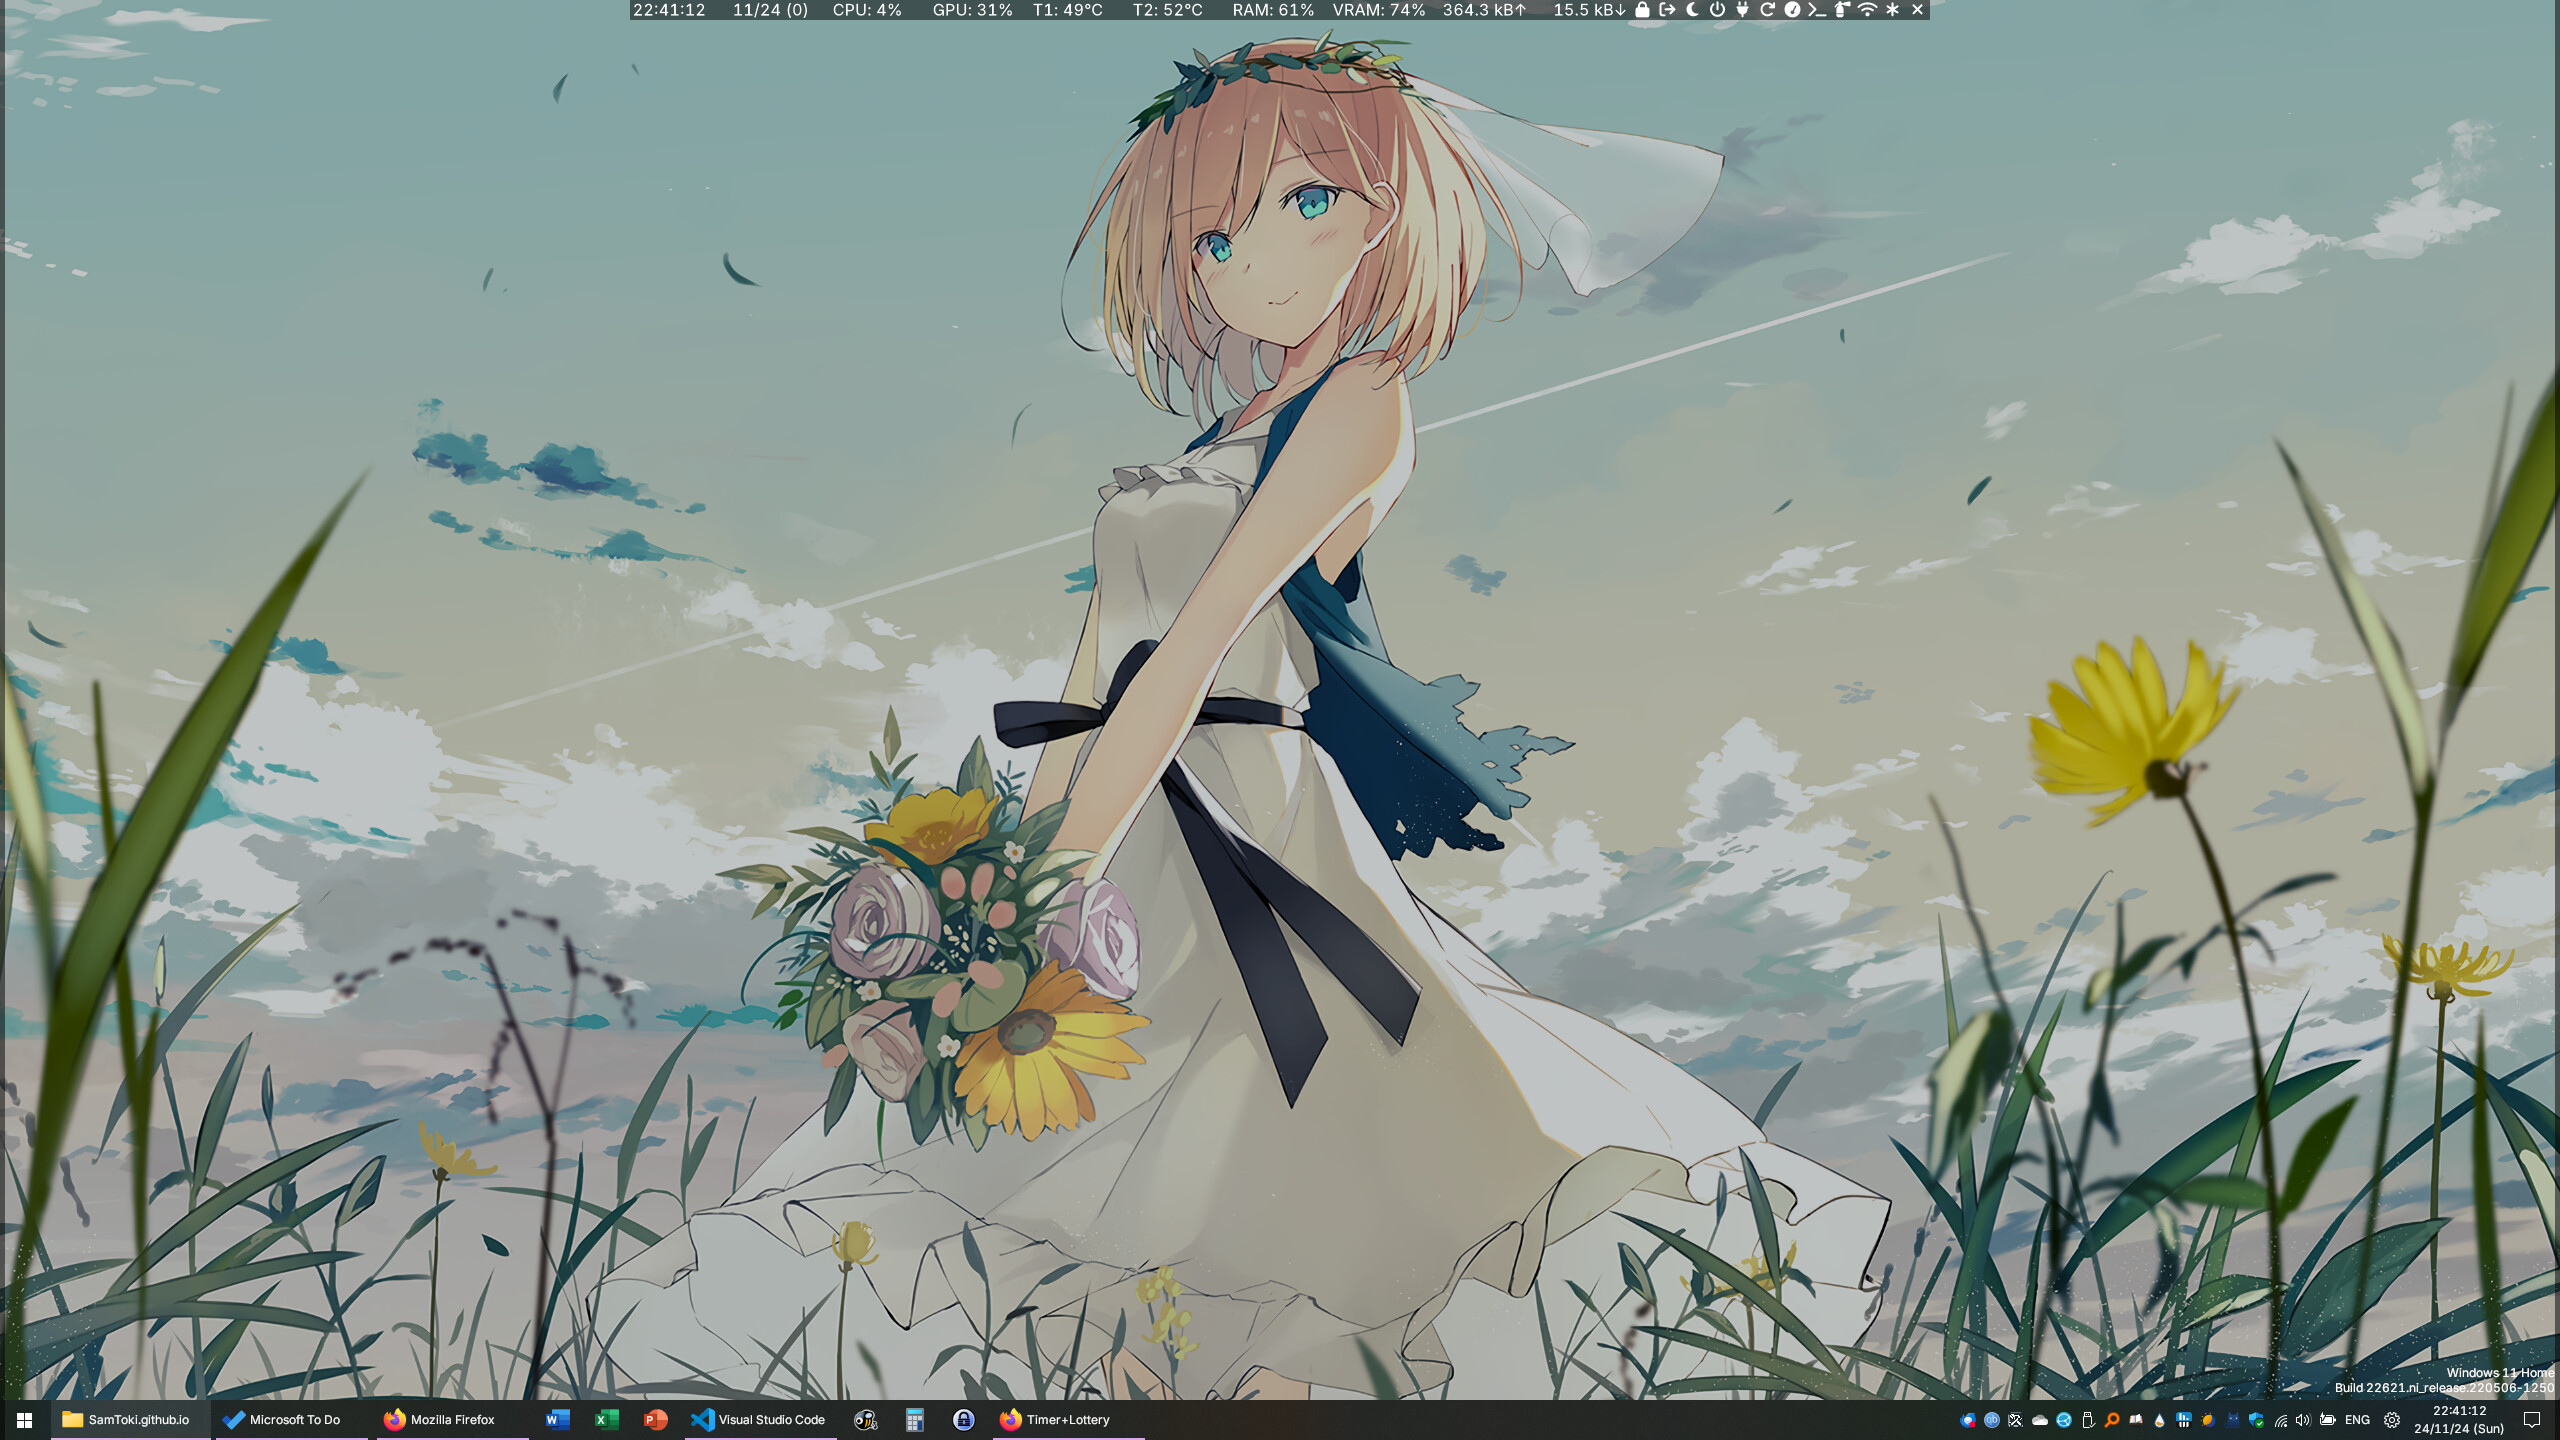 22:41:12 11/24 (0) CPU: 4% GPU: 31% T1: 49°C T2: 52°C RAM: 61% VRAM: 74% 364.3 kB↑ 15.5 kB↓
Windows 11 Home
Build 22621.ni_release.220506-1250
SamToki.github.io Microsoft To Do Mozilla Firefox Visual Studio Code Timer+Lottery ENG 22:41:12
24/11/24 (Sun)